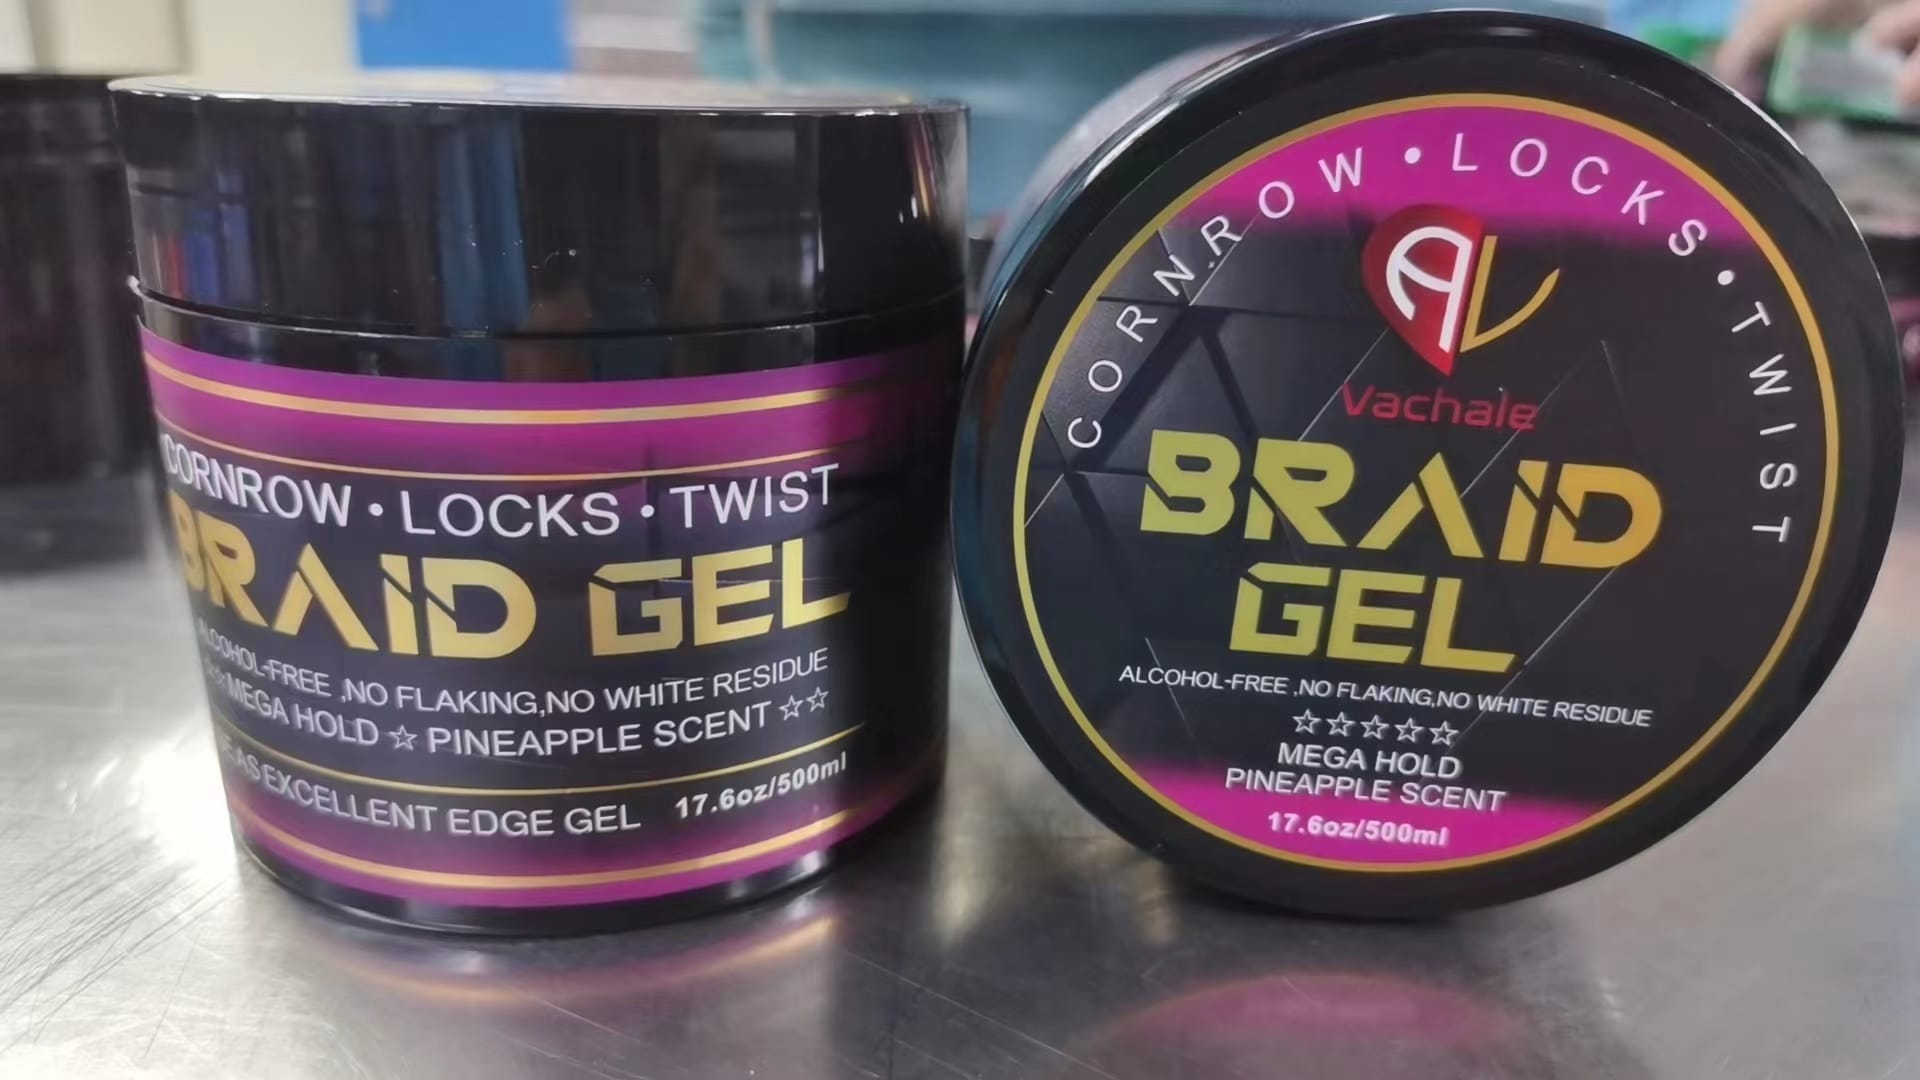 CORNROW • LOCKS • TWIST
BRAID GEL
ALCOHOL-FREE ,NO FLAKING,NO WHITE RESIDUE
MEGA HOLD ☆ PINEAPPLE SCENT ☆☆
EXCELLENT EDGE GEL 17.6oz/500ml
CORNROW • LOCKS • TWIST
AV
Vachale
BRAID
GEL
ALCOHOL-FREE ,NO FLAKING,NO WHITE RESIDUE
☆☆☆☆☆
MEGA HOLD
PINEAPPLE SCENT
17.6oz/500ml